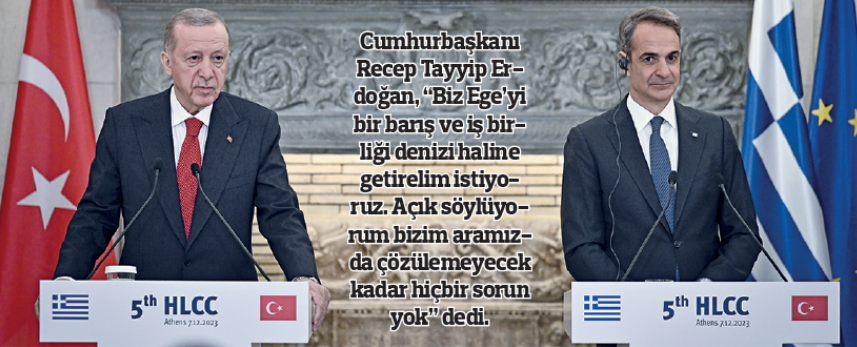 Cumhurbaşkanı
Recep Tayyip Er-
doğan, “Biz Ege’yi
bir barış ve iş bir-
liği denizi haline
getirelim istiyo-
ruz. Açık söylüyo-
rum bizim aramız-
da çözülemeyecek
kadar hiçbir sorun
yok” dedi.
5th HLCC
Athens 7.12.2023
5th HLCC
Athens 7.12.2023